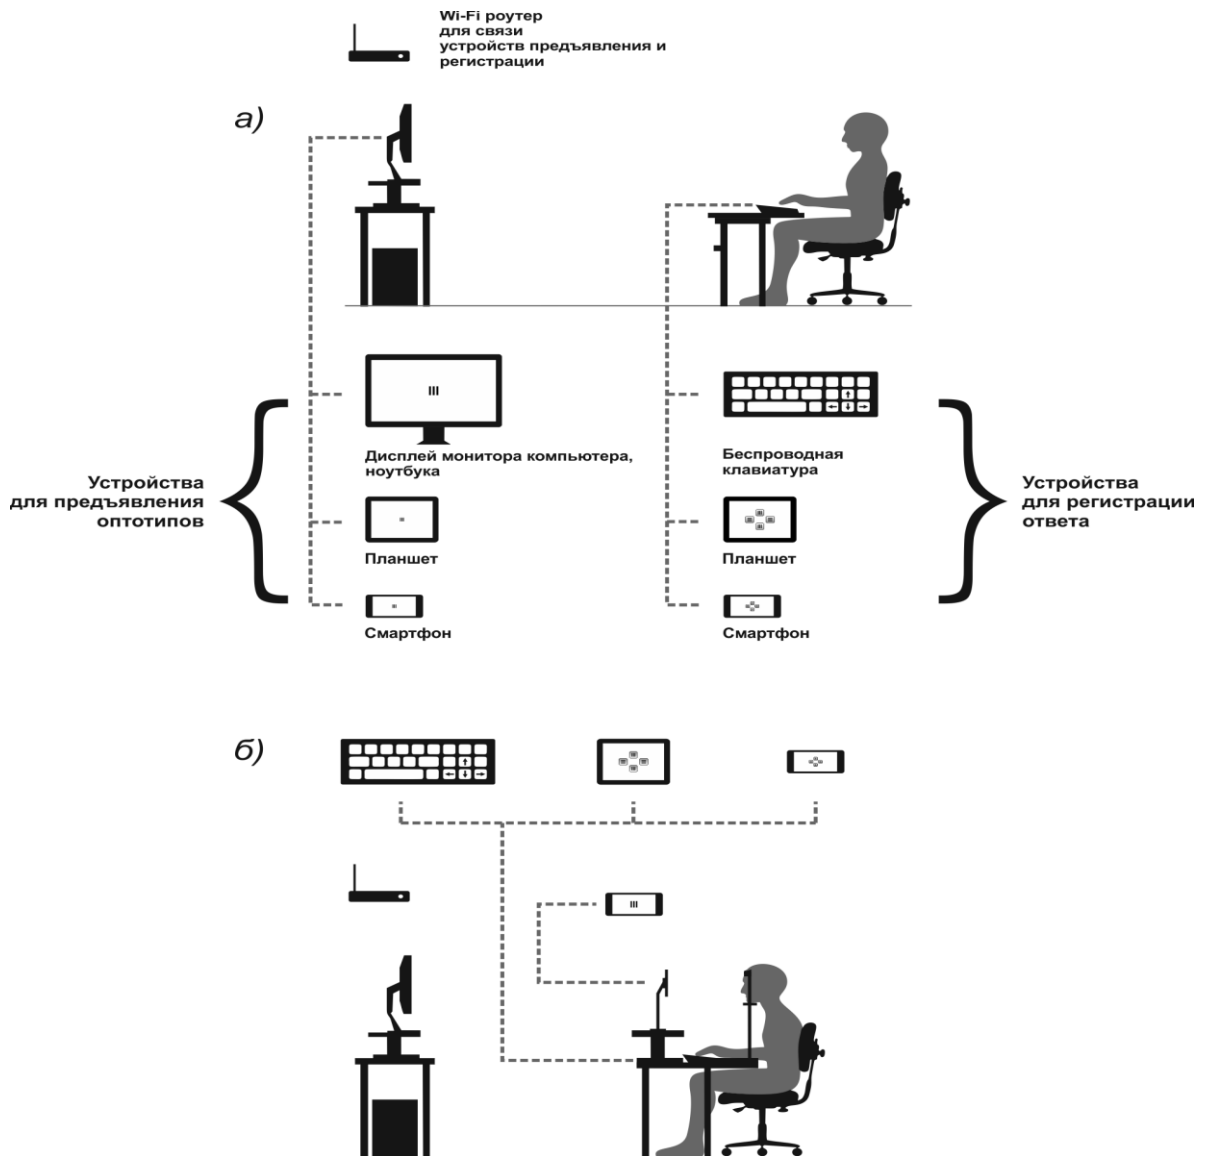 Wi-Fi роутер
для связи
устройств предъявления и
регистрации
а)
Дисплей монитора компьютера,
ноутбука
Беспроводная
клавиатура
Устройства
для предъявления
оптотипов
Устройства
для регистрации
ответа
Планшет
Планшет
Смартфон
Смартфон
б)